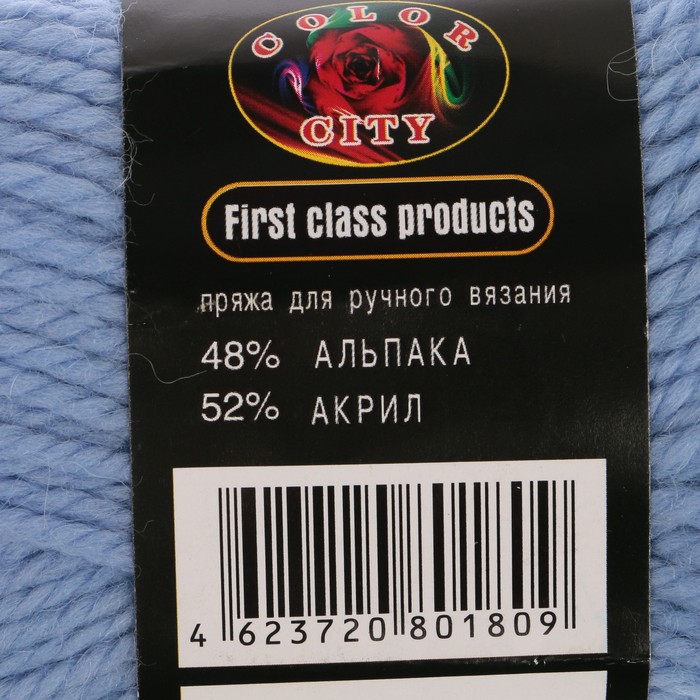 COLOR
CITY
First class products
пряжа для ручного вязания
48% АЛЬПАКА
52% АКРИЛ
4 623720 801809